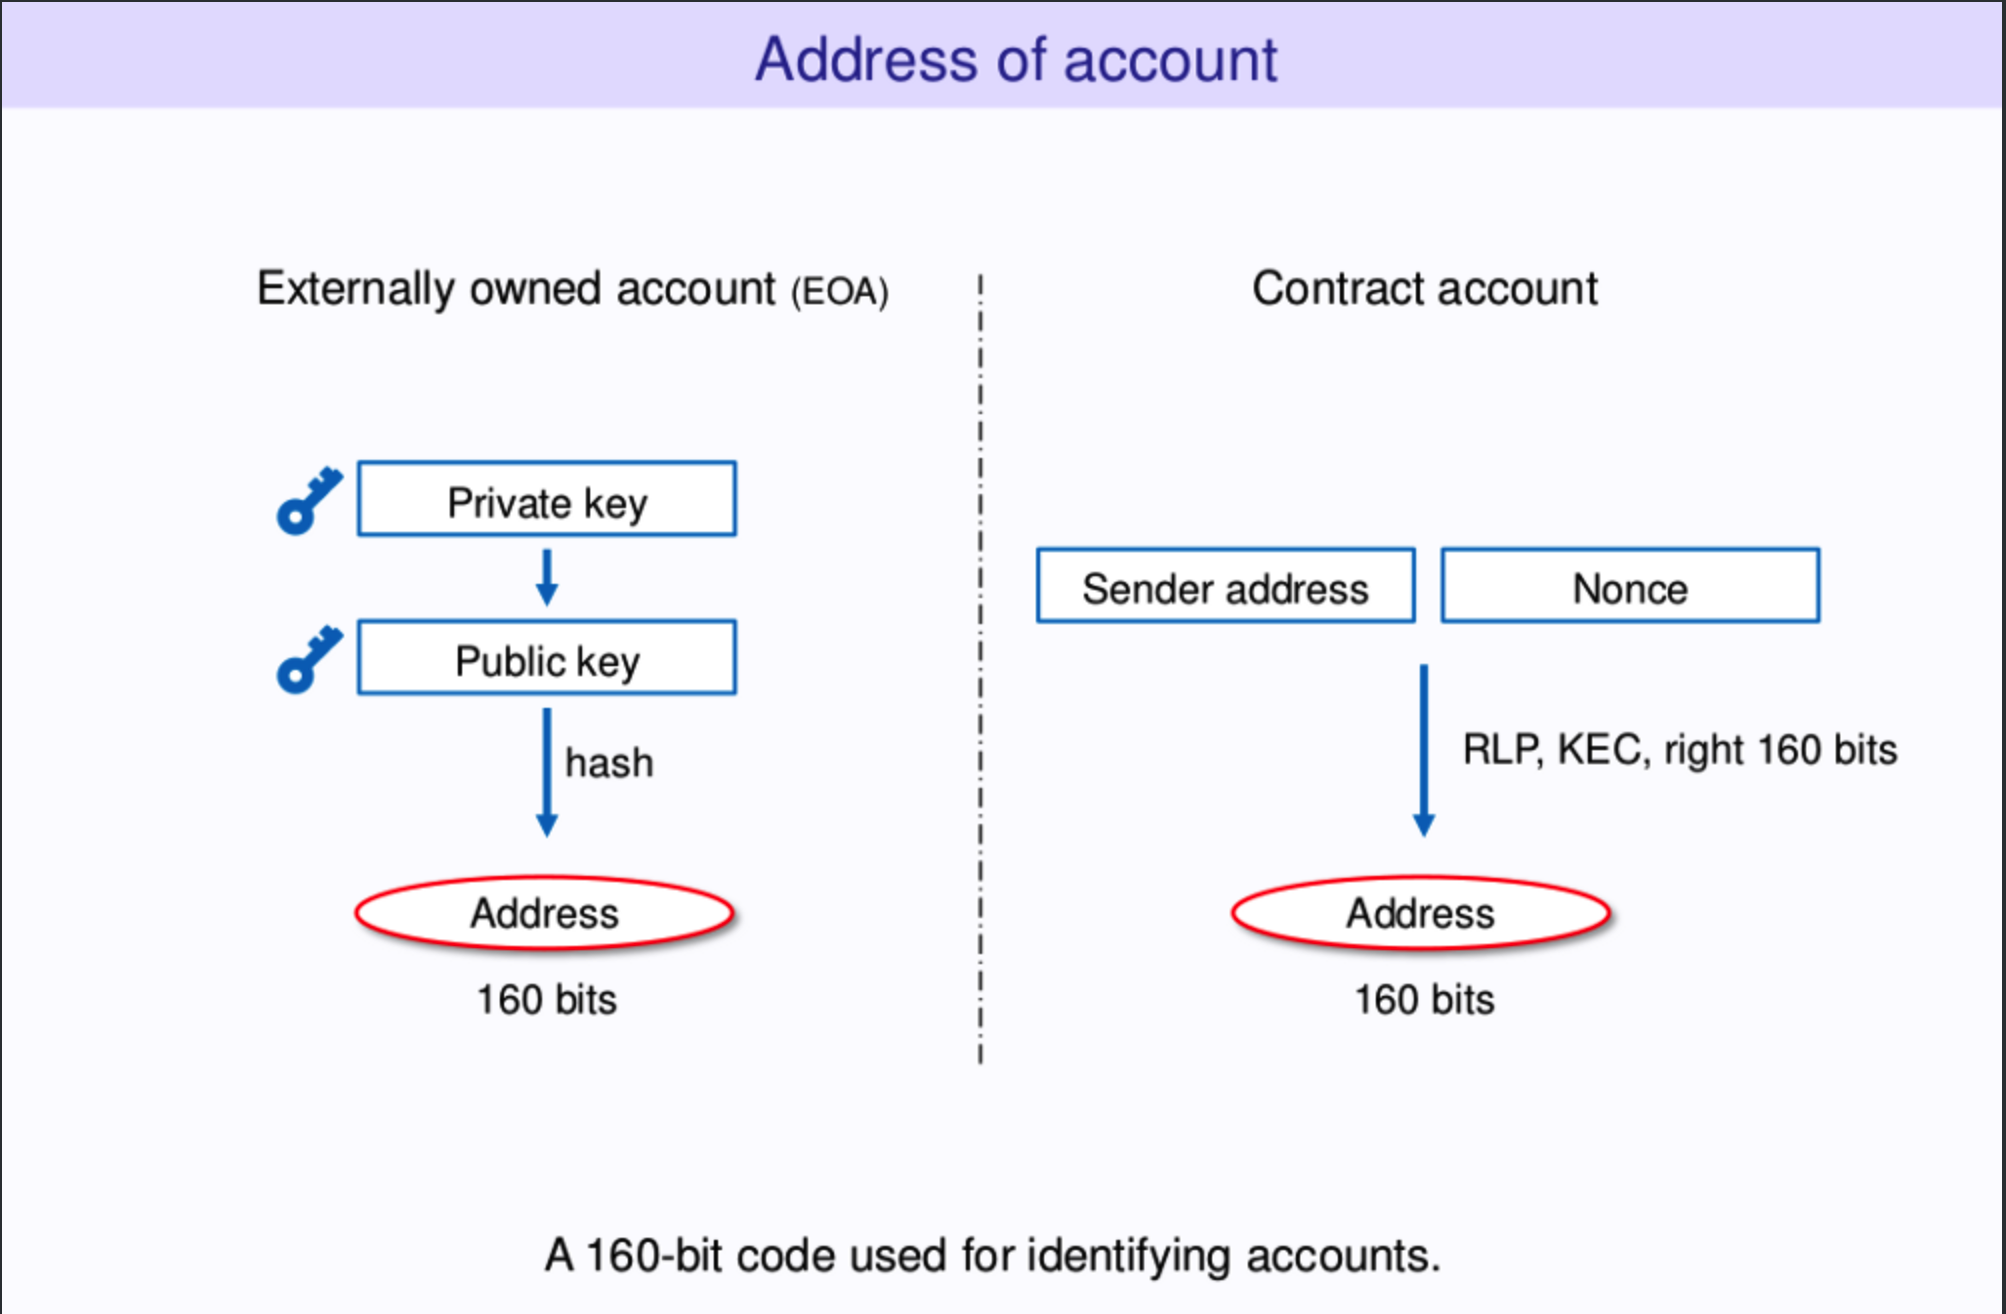 Address of account
Externally owned account (EOA)
Private key
Public key
hash
Address
160 bits
Contract account
Sender address
Nonce
RLP, KEC, right 160 bits
Address
160 bits
A 160-bit code used for identifying accounts.